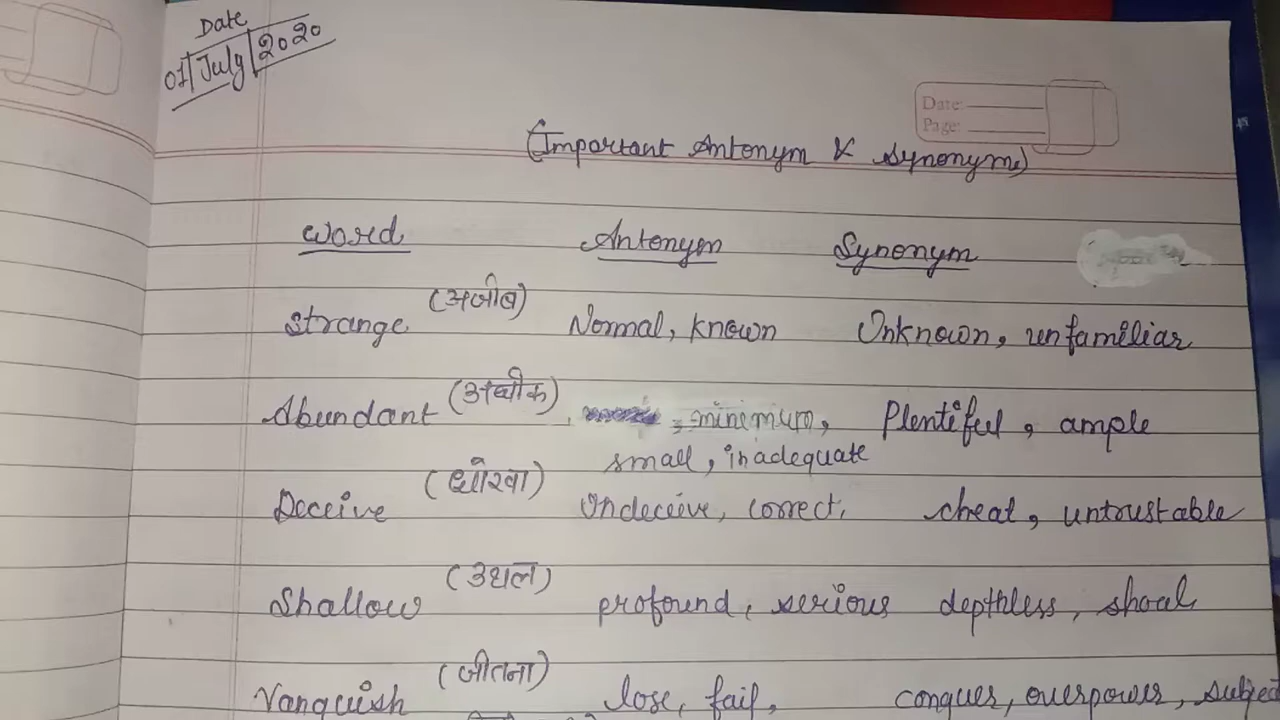 Date
01 July 2020
Date:
Page:
(Important Antonym & Synonyms)
Word Antonym Synonym
Strange (अजीब) Normal, known Unknown, unfamiliar
Abundant (अधीक) , minimum, Plentiful, ample
small, inadequate
Deceive (धोखा) Undeceive, correct, cheat, untrustable
Shallow (उथल) profound, serious depthless, shoal
Vanquish (जीतना) lose, fail, conquer, overpower, subject